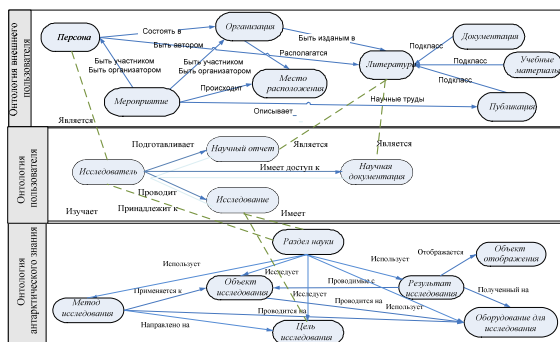 Онтология внешнего
пользователя
Персона
Состоять в
Организация
Быть изданым в
Подкласс
Документация
Быть автором
Располагатся
Литература
Подкласс
Учебные
материалы
Быть участником
Быть организатором
Быть участником
Быть организатором
Место
расположения
Подкласс
Мероприятие
Происходит
Научные труды
Публикация
Описывает_
Является
Онтология
пользователя
Подготавливает
Научный отчет
Является
Является
Исследователь
Имеет доступ к
Научная
документация
Проводит
Исследование
Изучает
Принадлежит к
Имеет
Онтология
антарктического знания
Раздел науки
Отображается
Объект
отображения
Использует
Исследует
Использует
Проводимые с
Применяется к
Объект
исследования
Исследует
Результат
исследования
Полученный на
Метод
исследования
Проводится на
Использует
Проводится на
Направлено на
Цель
исследования
Оборудование для
исследования